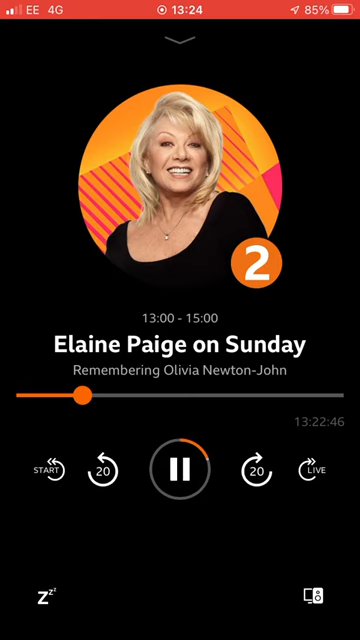 EE 4G 13:24 85%
2
13:00 - 15:00
Elaine Paige on Sunday
Remembering Olivia Newton-John
13:22:46
START 20 20 LIVE
Zzz